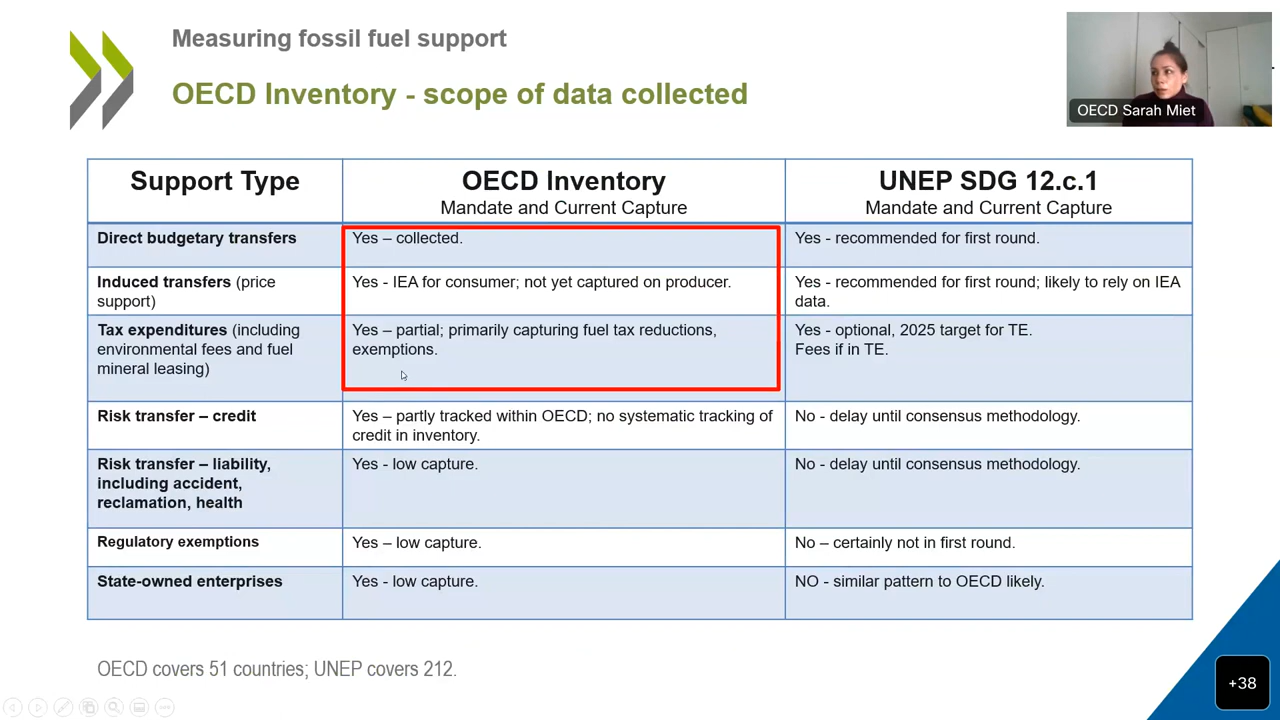 Measuring fossil fuel support
OECD Inventory - scope of data collected
OECD Sarah Miet
Support Type
OECD Inventory
Mandate and Current Capture
UNEP SDG 12.c.1
Mandate and Current Capture
Direct budgetary transfers
Yes – collected.
Yes - recommended for first round.
Induced transfers (price
support)
Yes - IEA for consumer; not yet captured on producer.
Yes - recommended for first round; likely to rely on IEA
data.
Tax expenditures (including
environmental fees and fuel
mineral leasing)
Yes – partial; primarily capturing fuel tax reductions,
exemptions.
Yes - optional, 2025 target for TE.
Fees if in TE.
Risk transfer – credit
Yes – partly tracked within OECD; no systematic tracking of
credit in inventory.
No - delay until consensus methodology.
Risk transfer – liability,
including accident,
reclamation, health
Yes - low capture.
No - delay until consensus methodology.
Regulatory exemptions
Yes – low capture.
No – certainly not in first round.
State-owned enterprises
Yes - low capture.
NO - similar pattern to OECD likely.
OECD covers 51 countries; UNEP covers 212.
+38